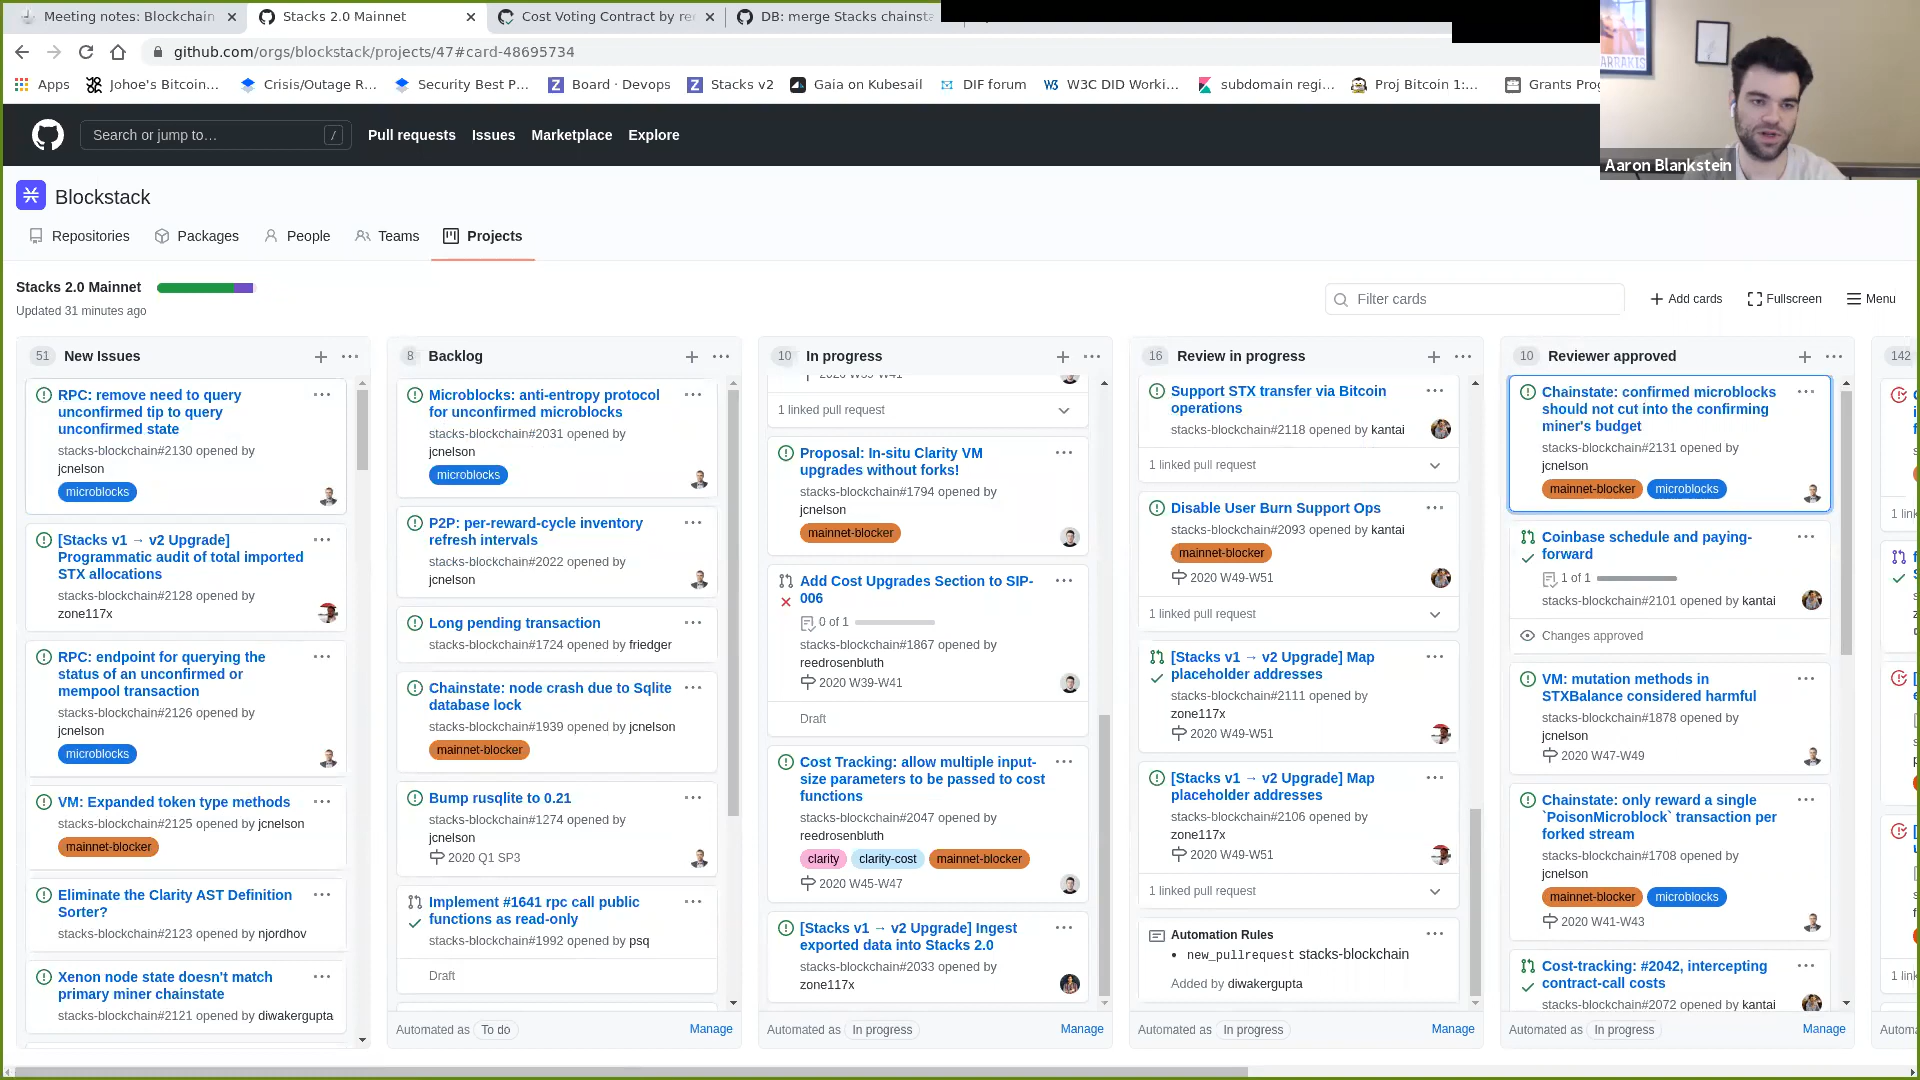 Meeting notes: Blockchain
Stacks 2.0 Mainnet
Cost Voting Contract by re
DB: merge Stacks chainsta
github.com/orgs/blockstack/projects/47#card-48695734
Apps
Johoe's Bitcoin...
Crisis/Outage R...
Security Best P...
Board · Devops
Stacks v2
Gaia on Kubesail
DIF forum
W3C DID Worki...
subdomain regi...
Proj Bitcoin 1:...
Grants Pro
ARRAKIS
Aaron Blankstein
Search or jump to…
/
Pull requests
Issues
Marketplace
Explore
Blockstack
Repositories
Packages
People
Teams
Projects
Stacks 2.0 Mainnet
Updated 31 minutes ago
Filter cards
Add cards
Fullscreen
Menu
51 New Issues
RPC: remove need to query
unconfirmed tip to query
unconfirmed state
stacks-blockchain#2130 opened by
jcnelson
microblocks
[Stacks v1 → v2 Upgrade]
Programmatic audit of total imported
STX allocations
stacks-blockchain#2128 opened by
zone117x
RPC: endpoint for querying the
status of an unconfirmed or
mempool transaction
stacks-blockchain#2126 opened by
jcnelson
microblocks
VM: Expanded token type methods
stacks-blockchain#2125 opened by jcnelson
mainnet-blocker
Eliminate the Clarity AST Definition
Sorter?
stacks-blockchain#2123 opened by njordhov
Xenon node state doesn't match
primary miner chainstate
stacks-blockchain#2121 opened by diwakergupta
8 Backlog
Microblocks: anti-entropy protocol
for unconfirmed microblocks
stacks-blockchain#2031 opened by
jcnelson
microblocks
P2P: per-reward-cycle inventory
refresh intervals
stacks-blockchain#2022 opened by
jcnelson
Long pending transaction
stacks-blockchain#1724 opened by friedger
Chainstate: node crash due to Sqlite
database lock
stacks-blockchain#1939 opened by jcnelson
mainnet-blocker
Bump rusqlite to 0.21
stacks-blockchain#1274 opened by
jcnelson
2020 Q1 SP3
Implement #1641 rpc call public
functions as read-only
stacks-blockchain#1992 opened by psq
Draft
Automated as To do
Manage
10 In progress
2020 W39-W41
1 linked pull request
Proposal: In-situ Clarity VM
upgrades without forks!
stacks-blockchain#1794 opened by
jcnelson
mainnet-blocker
Add Cost Upgrades Section to SIP-
006
0 of 1
stacks-blockchain#1867 opened by
reedrosenbluth
2020 W39-W41
Draft
Cost Tracking: allow multiple input-
size parameters to be passed to cost
functions
stacks-blockchain#2047 opened by
reedrosenbluth
clarity clarity-cost mainnet-blocker
2020 W45-W47
[Stacks v1 → v2 Upgrade] Ingest
exported data into Stacks 2.0
stacks-blockchain#2033 opened by
zone117x
Automated as In progress
Manage
16 Review in progress
Support STX transfer via Bitcoin
operations
stacks-blockchain#2118 opened by kantai
1 linked pull request
Disable User Burn Support Ops
stacks-blockchain#2093 opened by kantai
mainnet-blocker
2020 W49-W51
1 linked pull request
[Stacks v1 → v2 Upgrade] Map
placeholder addresses
stacks-blockchain#2111 opened by
zone117x
2020 W49-W51
[Stacks v1 → v2 Upgrade] Map
placeholder addresses
stacks-blockchain#2106 opened by
zone117x
2020 W49-W51
1 linked pull request
Automation Rules
• new_pullrequest stacks-blockchain
Added by diwakergupta
Automated as In progress
Manage
10 Reviewer approved
Chainstate: confirmed microblocks
should not cut into the confirming
miner's budget
stacks-blockchain#2131 opened by
jcnelson
mainnet-blocker microblocks
Coinbase schedule and paying-
forward
1 of 1
stacks-blockchain#2101 opened by kantai
Changes approved
VM: mutation methods in
STXBalance considered harmful
stacks-blockchain#1878 opened by
jcnelson
2020 W47-W49
Chainstate: only reward a single
`PoisonMicroblock` transaction per
forked stream
stacks-blockchain#1708 opened by
jcnelson
mainnet-blocker microblocks
2020 W41-W43
Cost-tracking: #2042, intercepting
contract-call costs
stacks-blockchain#2072 opened by kantai
Automated as In progress
Manage
142
1 link
1 link
Autom